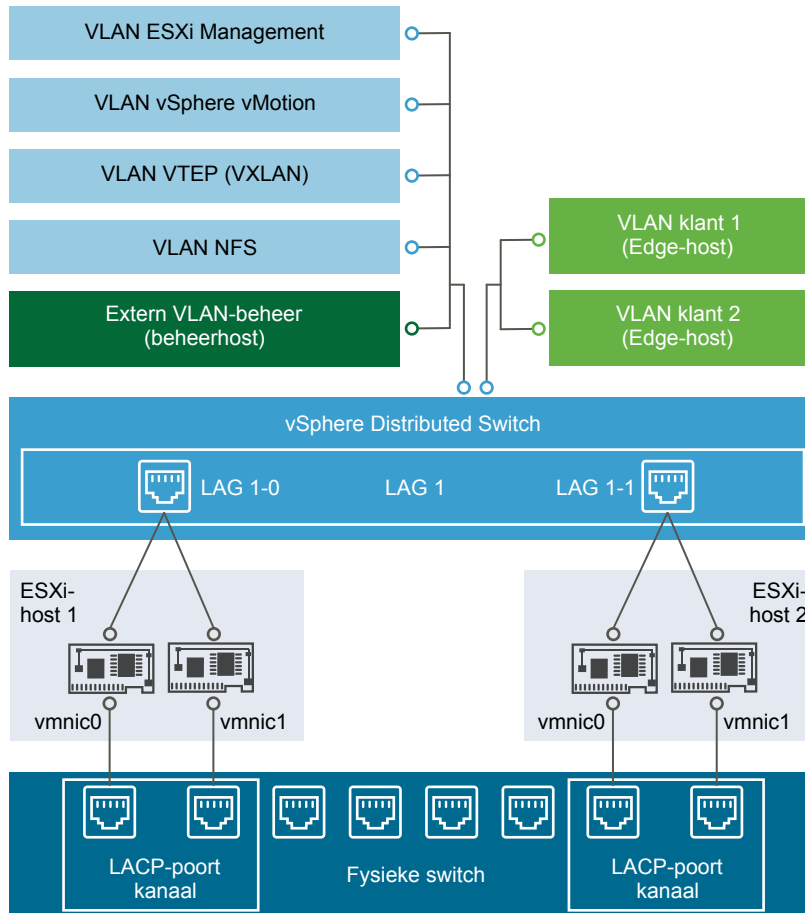 VLAN ESXi Management
VLAN vSphere vMotion
VLAN VTEP (VXLAN)
VLAN NFS
Extern VLAN-beheer
(beheerhost)
VLAN klant 1
(Edge-host)
VLAN klant 2
(Edge-host)
vSphere Distributed Switch
LAG 1-0
LAG 1
LAG 1-1
ESXi-
host 1
vmnic0
vmnic1
ESXi-
host 2
vmnic0
vmnic1
LACP-poort
kanaal
Fysieke switch
LACP-poort
kanaal